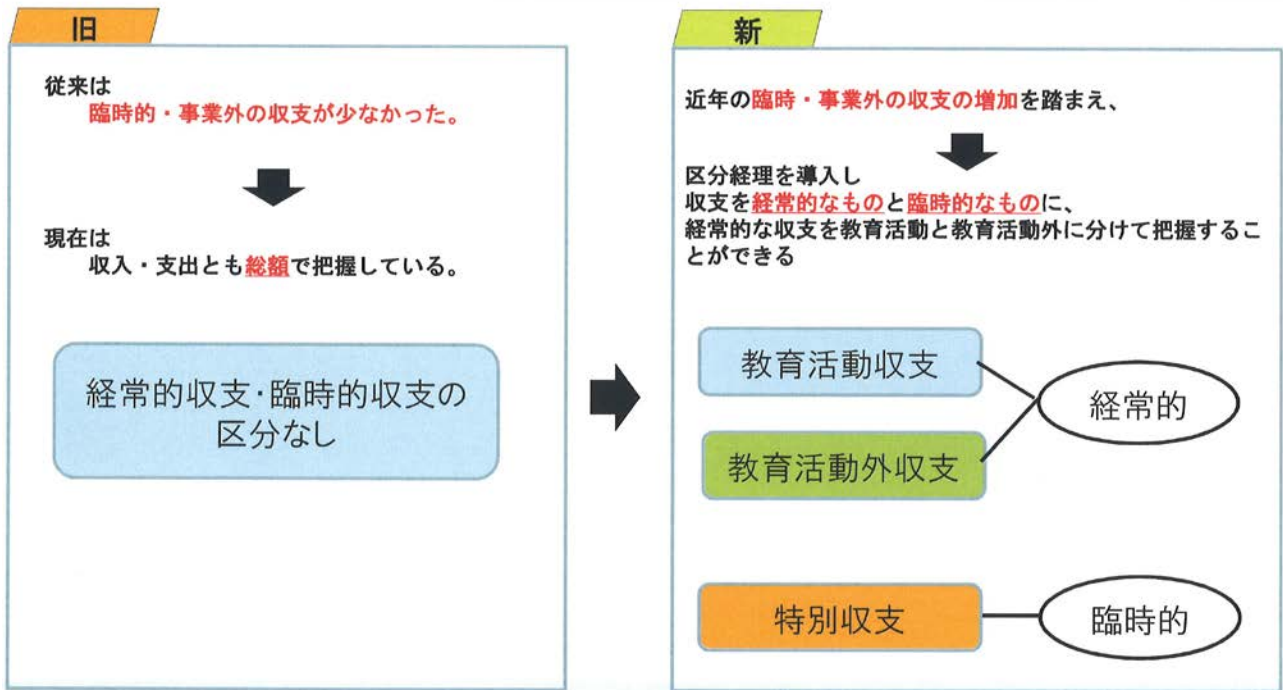 旧
従来は
臨時的・事業外の収支が少なかった。
現在は
収入・支出とも総額で把握している。
経常的収支・臨時的収支の
区分なし
新
近年の臨時・事業外の収支の増加を踏まえ、
区分経理を導入し
収支を経常的なものと臨時的なものに、
経常的な収支を教育活動と教育活動外に分けて把握するこ
とができる
教育活動収支
経常的
教育活動外収支
特別収支
臨時的